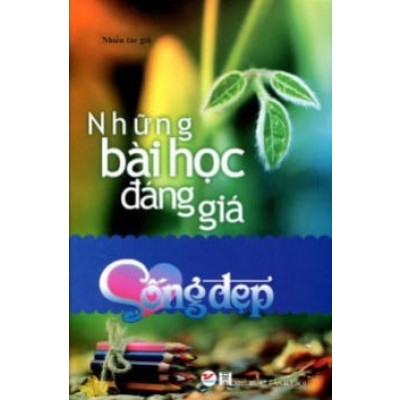 Nhiều tác giả
Những
bài học
đáng giá
Sống đẹp